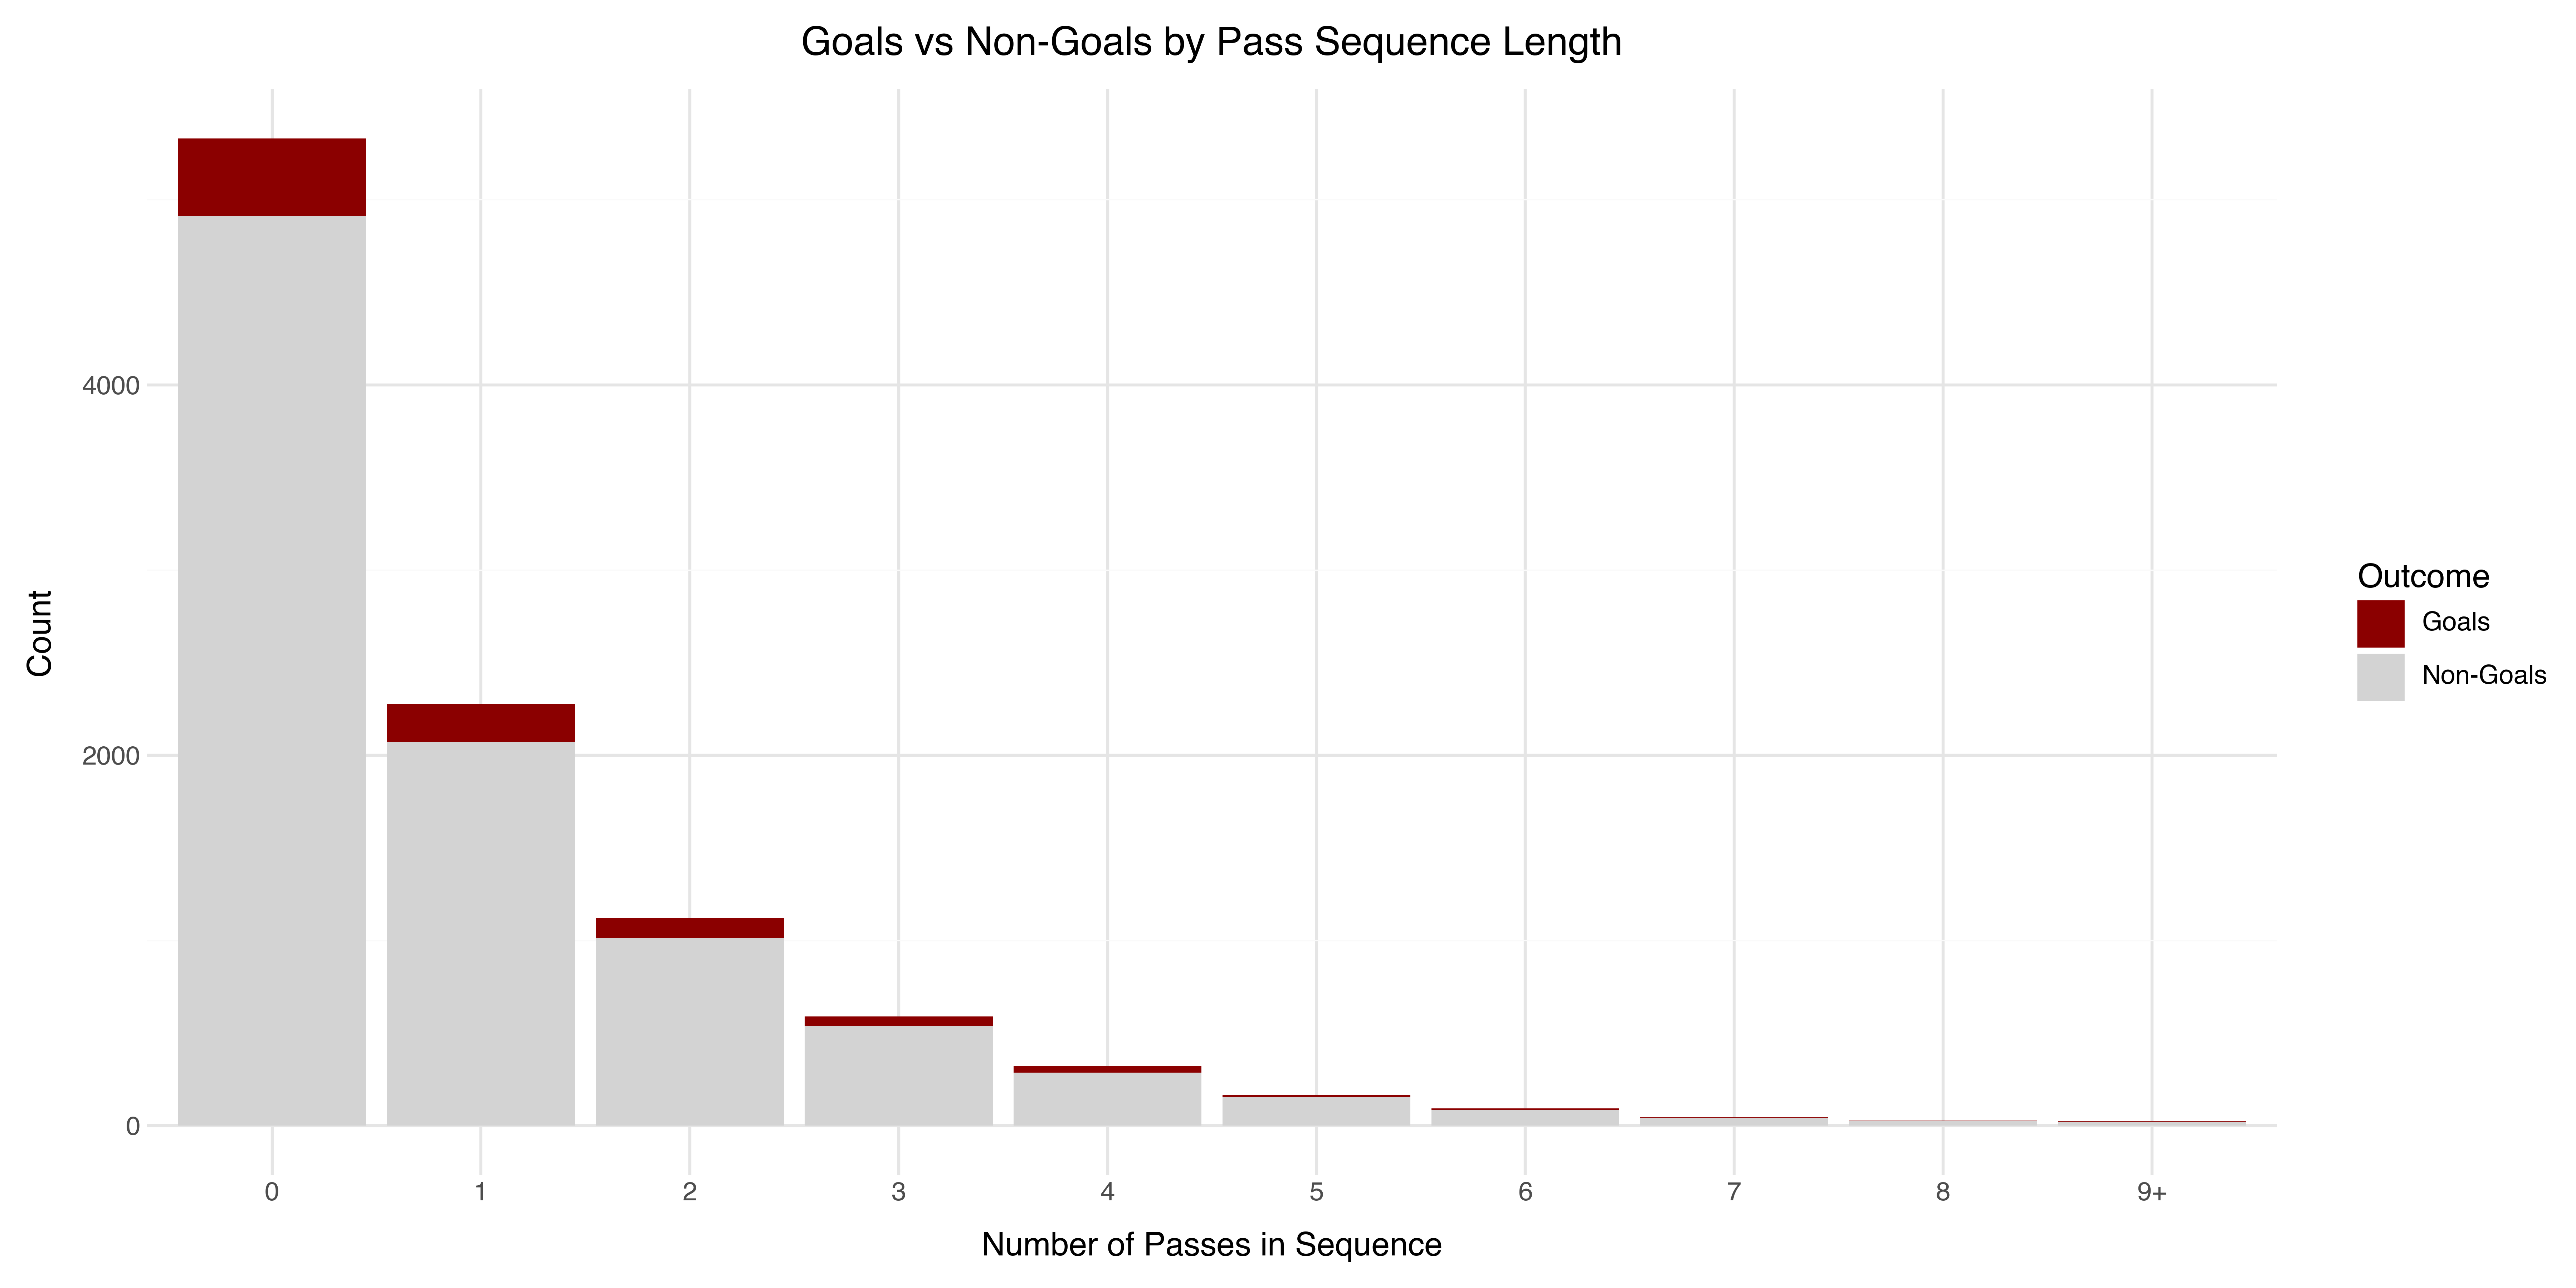 Goals vs Non-Goals by Pass Sequence Length
Count
4000
2000
0
0 1 2 3 4 5 6 7 8 9+
Number of Passes in Sequence
Outcome
Goals
Non-Goals